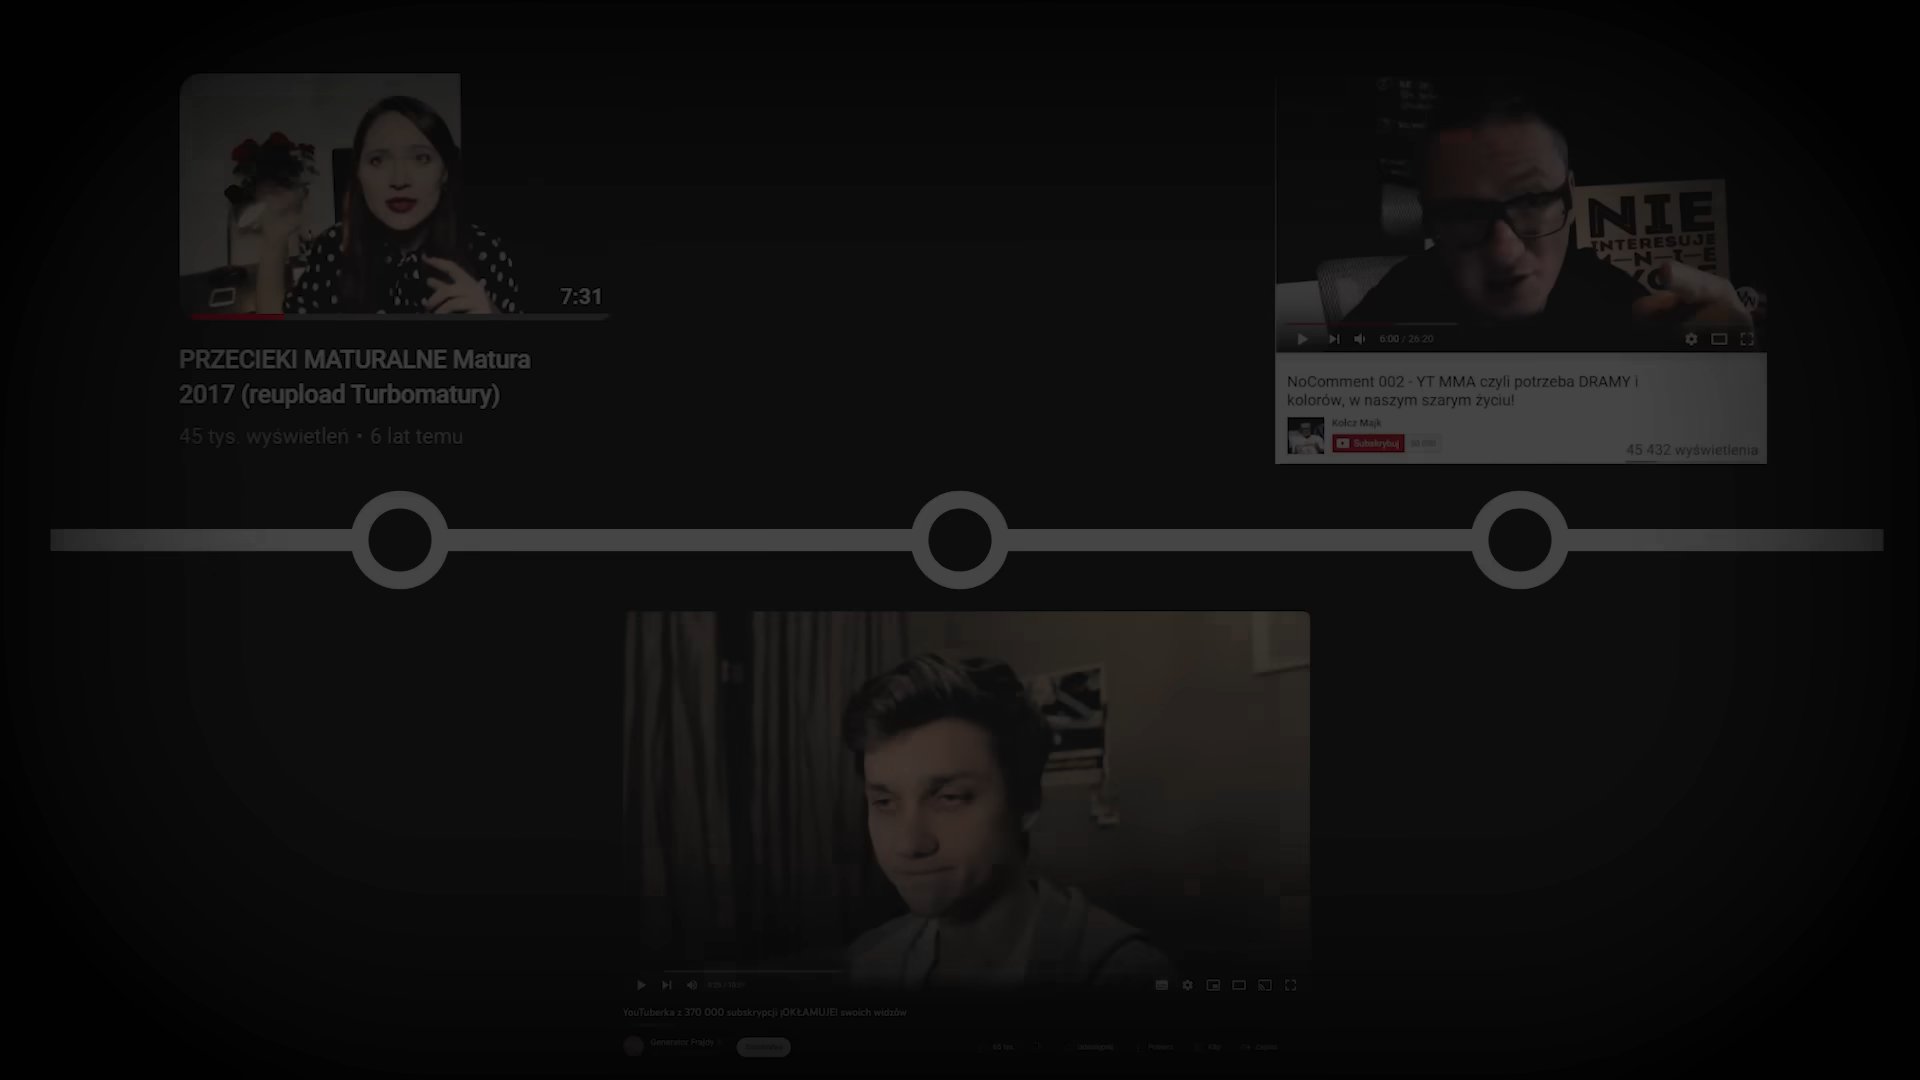 7:31
PRZECIEKI MATURALNE Matura
2017 (reupload Turbomatury)
45 tys. wyświetleń • 6 lat temu
NIE
INTERESUJE
6:00 / 26:20
NoComment 002 - YT MMA czyli potrzeba DRAMY i
kolorów, w naszym szarym życiu!
Kolcz Majk
Subskrybuj
45 432 wyświetlenia
YouTuberka z 370 000 subskrypcji ¡OKŁAMUJE! swoich widzów
Generator Frajdy